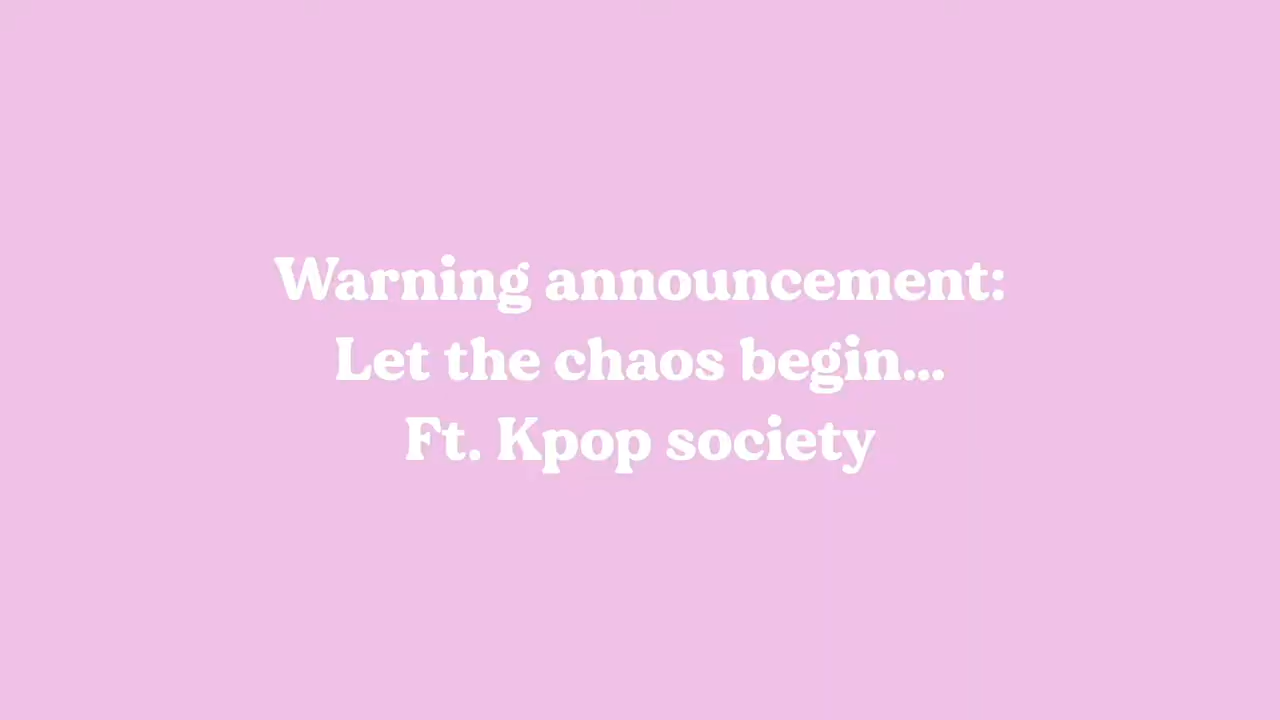 Warning announcement:
Let the chaos begin...
Ft. Kpop society